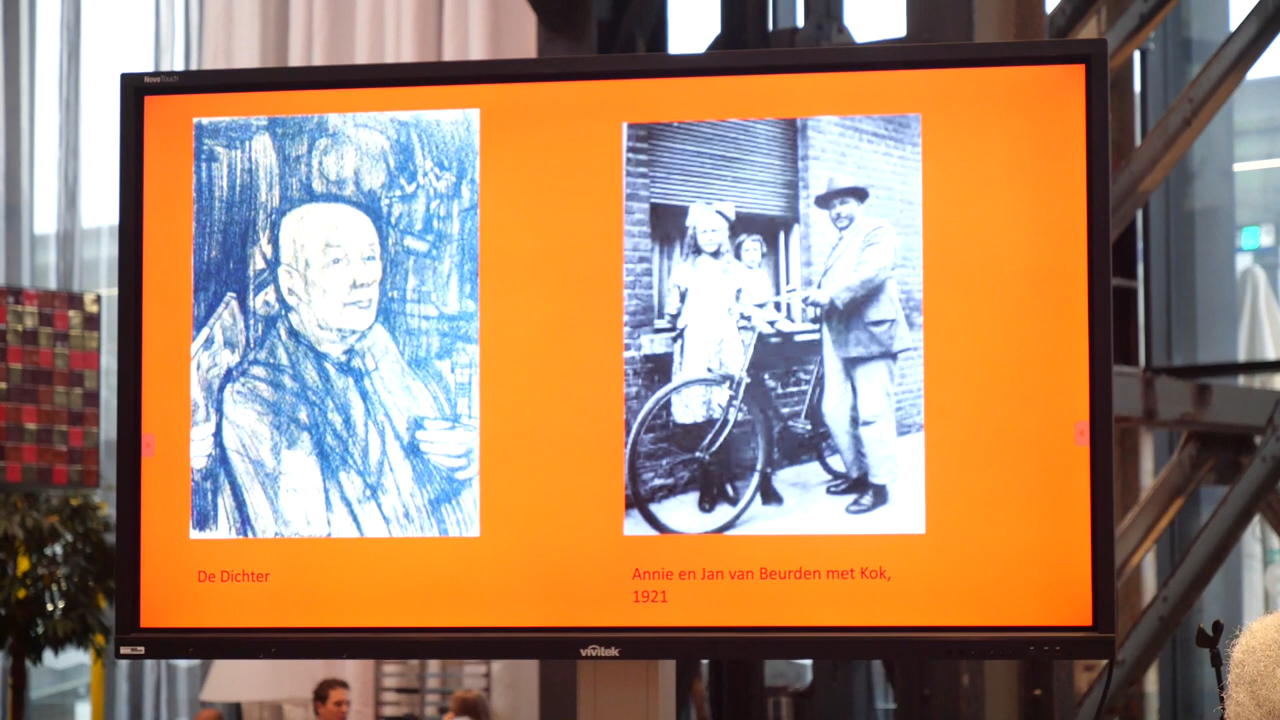 NovoTouch
De Dichter
Annie en Jan van Beurden met Kok,
1921
vivitek